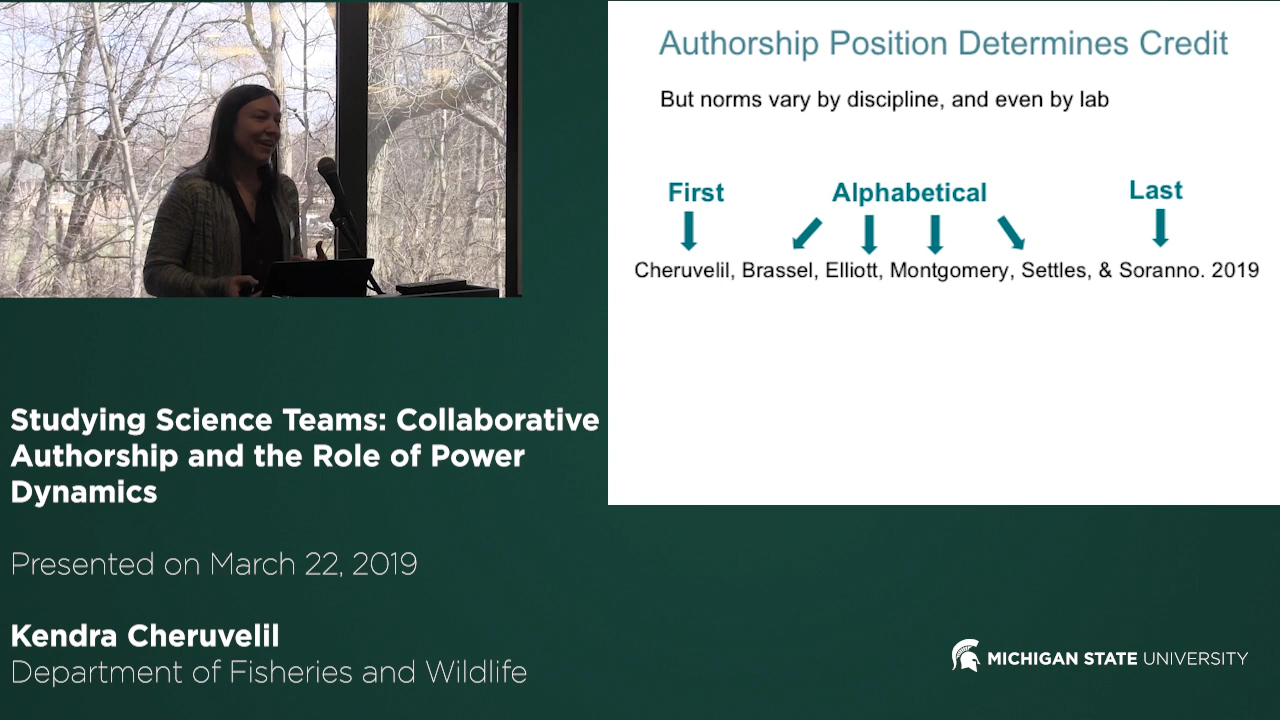 Authorship Position Determines Credit
But norms vary by discipline, and even by lab
First Alphabetical Last
Cheruvelil, Brassel, Elliott, Montgomery, Settles, & Soranno. 2019
Studying Science Teams: Collaborative
Authorship and the Role of Power
Dynamics
Presented on March 22, 2019
Kendra Cheruvelil
Department of Fisheries and Wildlife
MICHIGAN STATE UNIVERSITY